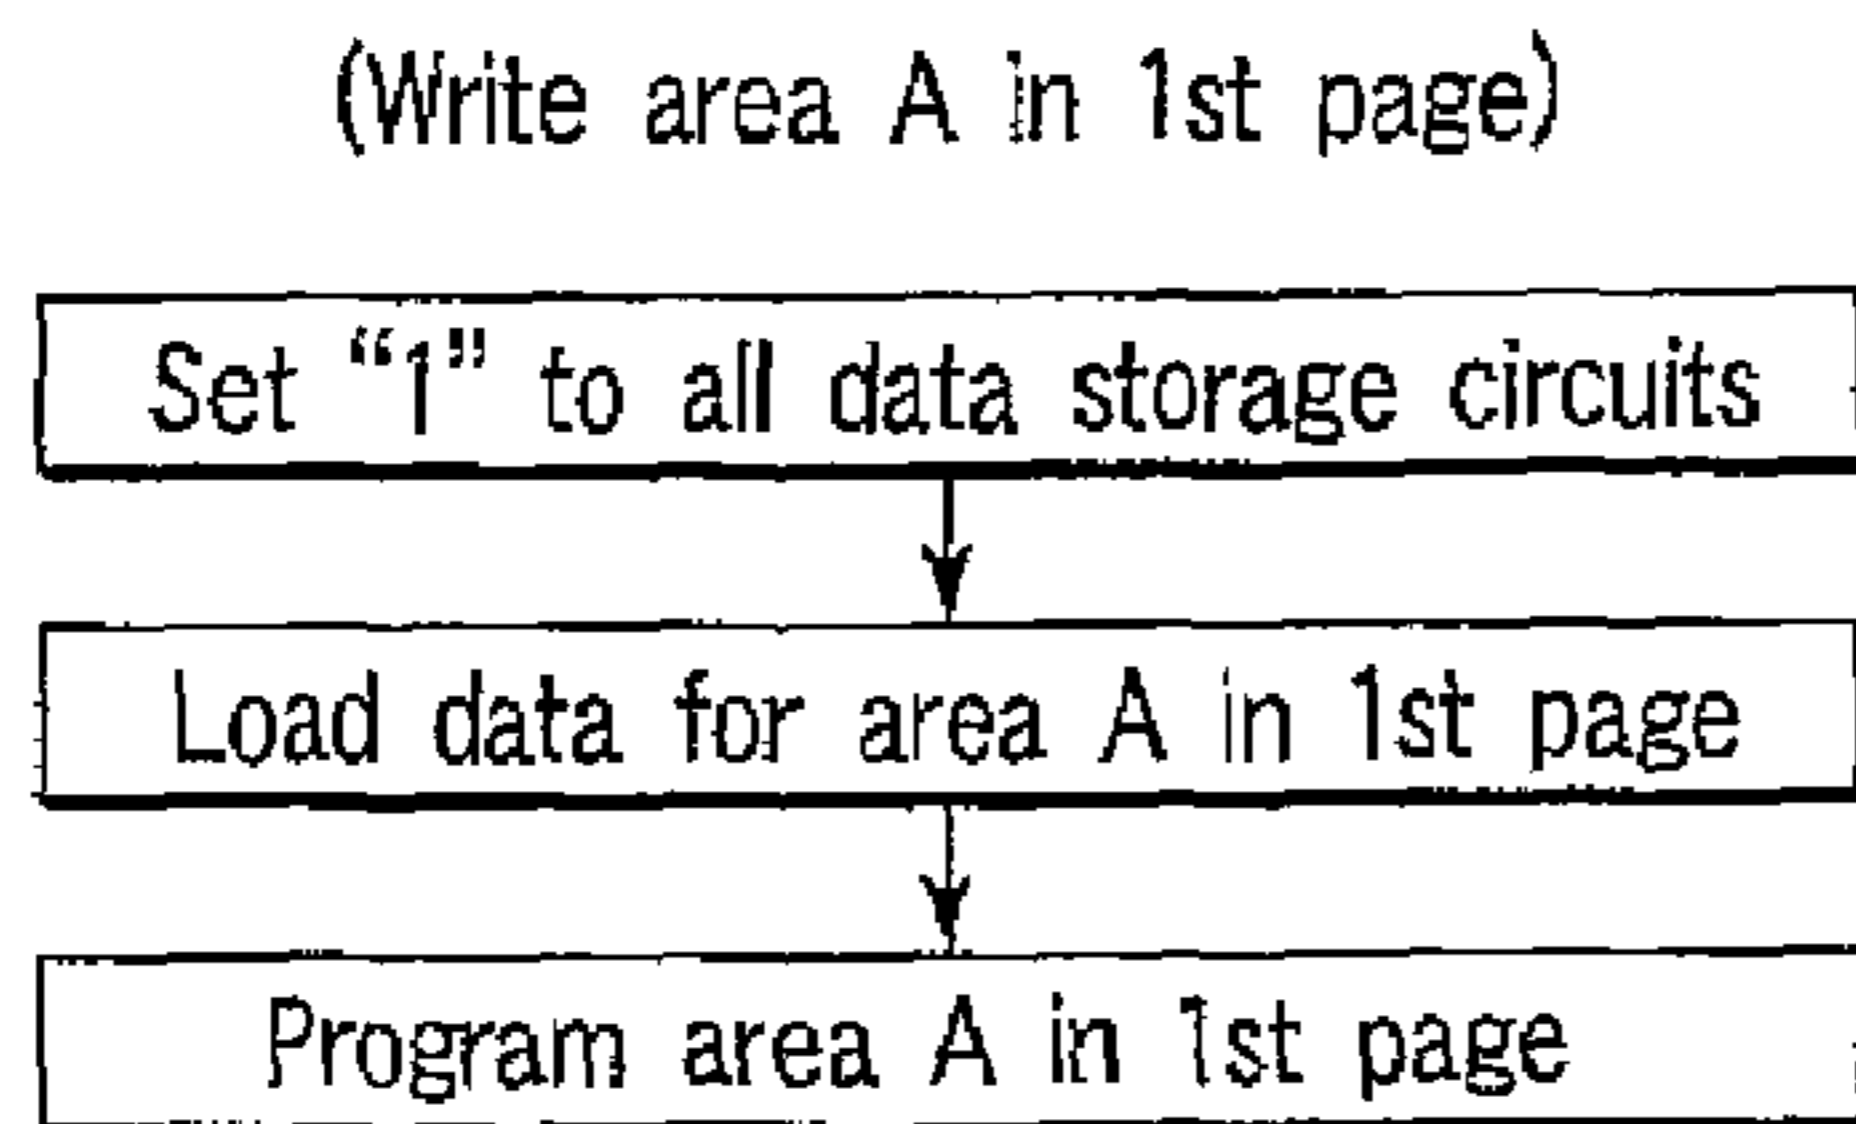 (Write area A in 1st page)
Set “1” to all data storage circuits
Load data for area A in 1st page
Program area A in 1st page